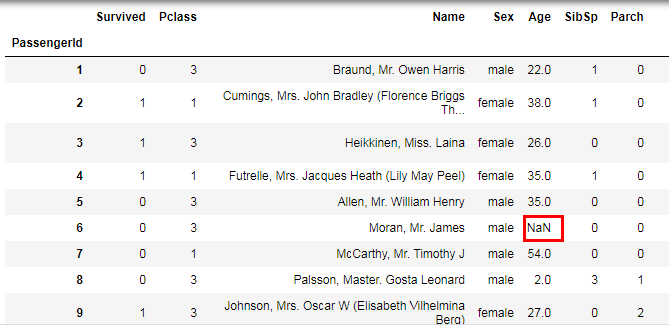 Survived Pclass Name Sex Age SibSp Parch
PassengerId
1 0 3 Braund, Mr. Owen Harris male 22.0 1 0
2 1 1 Cumings, Mrs. John Bradley (Florence Briggs Th... female 38.0 1 0
3 1 3 Heikkinen, Miss. Laina female 26.0 0 0
4 1 1 Futrelle, Mrs. Jacques Heath (Lily May Peel) female 35.0 1 0
5 0 3 Allen, Mr. William Henry male 35.0 0 0
6 0 3 Moran, Mr. James male NaN 0 0
7 0 1 McCarthy, Mr. Timothy J male 54.0 0 0
8 0 3 Palsson, Master. Gosta Leonard male 2.0 3 1
9 1 3 Johnson, Mrs. Oscar W (Elisabeth Vilhelmina Berg) female 27.0 0 2